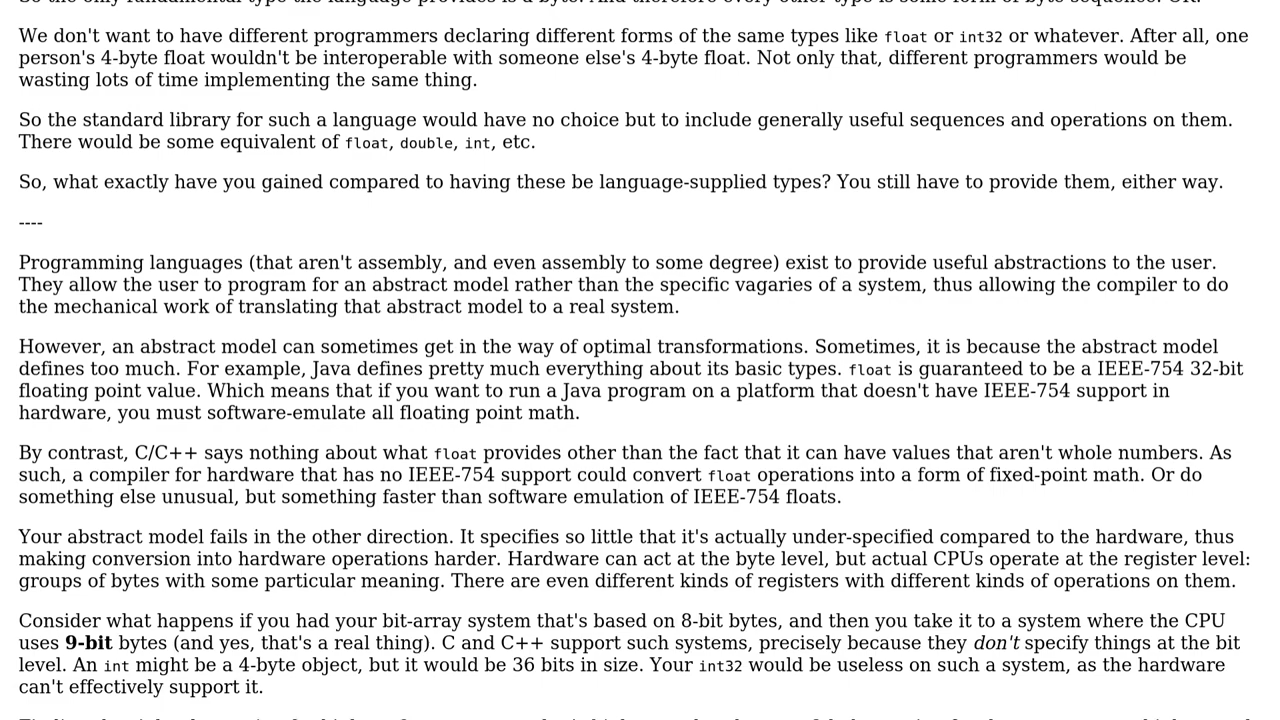 We don't want to have different programmers declaring different forms of the same types like float or int32 or whatever. After all, one
person's 4-byte float wouldn't be interoperable with someone else's 4-byte float. Not only that, different programmers would be
wasting lots of time implementing the same thing.
So the standard library for such a language would have no choice but to include generally useful sequences and operations on them.
There would be some equivalent of float, double, int, etc.
So, what exactly have you gained compared to having these be language-supplied types? You still have to provide them, either way.
----
Programming languages (that aren't assembly, and even assembly to some degree) exist to provide useful abstractions to the user.
They allow the user to program for an abstract model rather than the specific vagaries of a system, thus allowing the compiler to do
the mechanical work of translating that abstract model to a real system.
However, an abstract model can sometimes get in the way of optimal transformations. Sometimes, it is because the abstract model
defines too much. For example, Java defines pretty much everything about its basic types. float is guaranteed to be a IEEE-754 32-bit
floating point value. Which means that if you want to run a Java program on a platform that doesn't have IEEE-754 support in
hardware, you must software-emulate all floating point math.
By contrast, C/C++ says nothing about what float provides other than the fact that it can have values that aren't whole numbers. As
such, a compiler for hardware that has no IEEE-754 support could convert float operations into a form of fixed-point math. Or do
something else unusual, but something faster than software emulation of IEEE-754 floats.
Your abstract model fails in the other direction. It specifies so little that it's actually under-specified compared to the hardware, thus
making conversion into hardware operations harder. Hardware can act at the byte level, but actual CPUs operate at the register level:
groups of bytes with some particular meaning. There are even different kinds of registers with different kinds of operations on them.
Consider what happens if you had your bit-array system that's based on 8-bit bytes, and then you take it to a system where the CPU
uses 9-bit bytes (and yes, that's a real thing). C and C++ support such systems, precisely because they don't specify things at the bit
level. An int might be a 4-byte object, but it would be 36 bits in size. Your int32 would be useless on such a system, as the hardware
can't effectively support it.